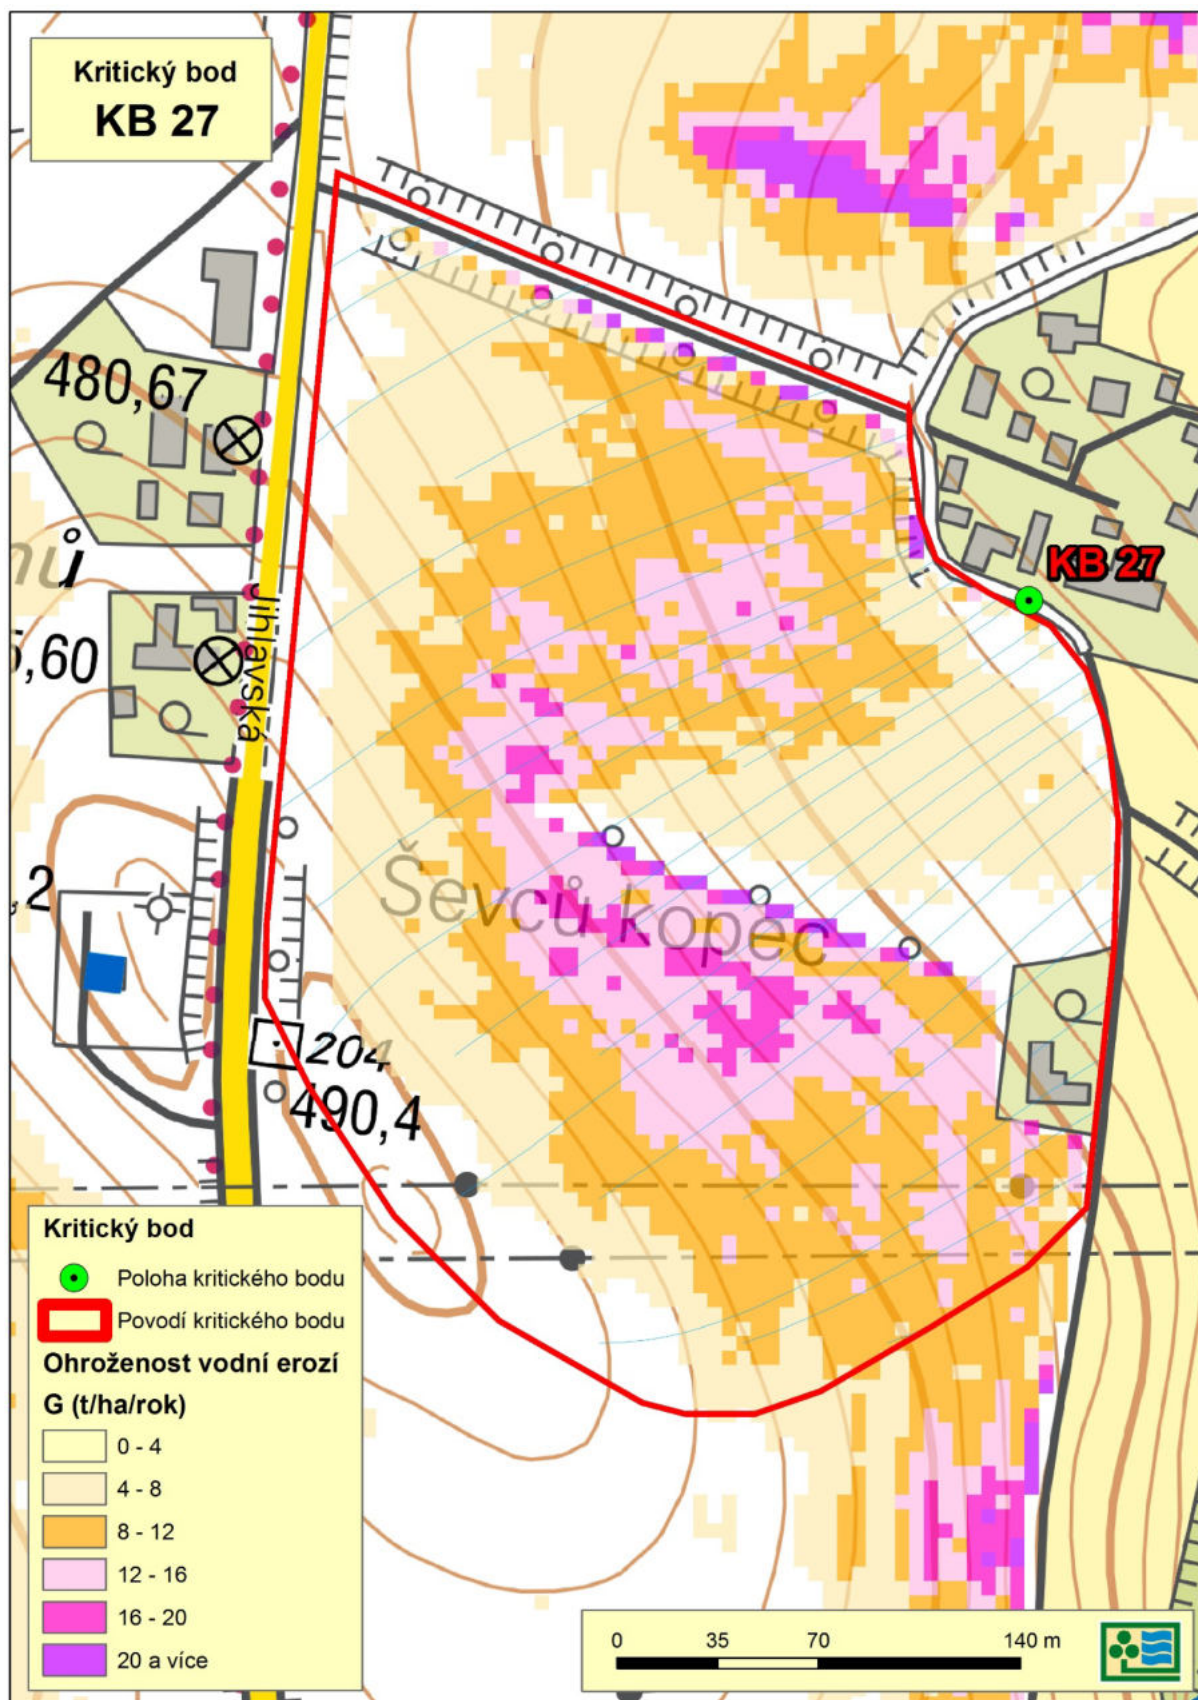 Kritický bod
KB 27
480,67
ů
,60
Jihlavská
KB 27
Ševců kopec
,2
204
490,4
Kritický bod
Poloha kritického bodu
Povodí kritického bodu
Ohroženost vodní erozí
G (t/ha/rok)
0 - 4
4 - 8
8 - 12
12 - 16
16 - 20
20 a více
0 35 70 140 m